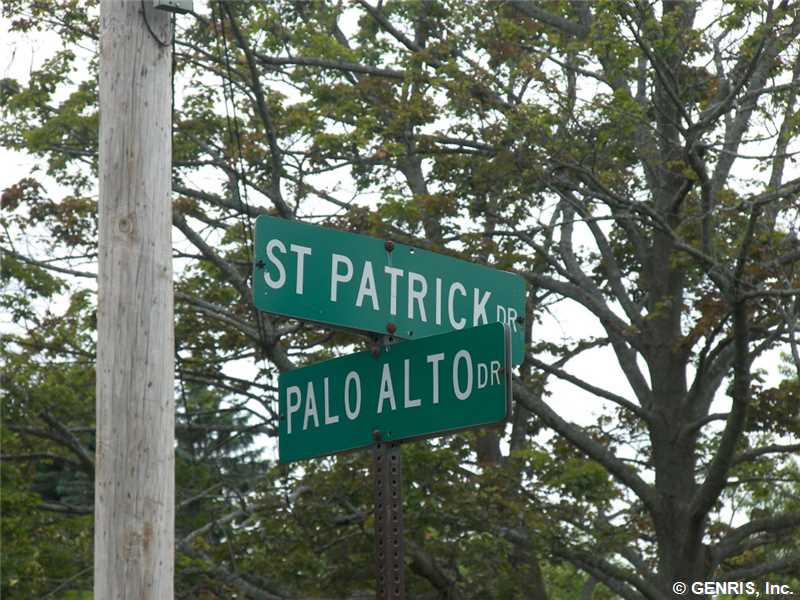 ST PATRICK DR
PALO ALTO DR
© GENRIS, Inc.